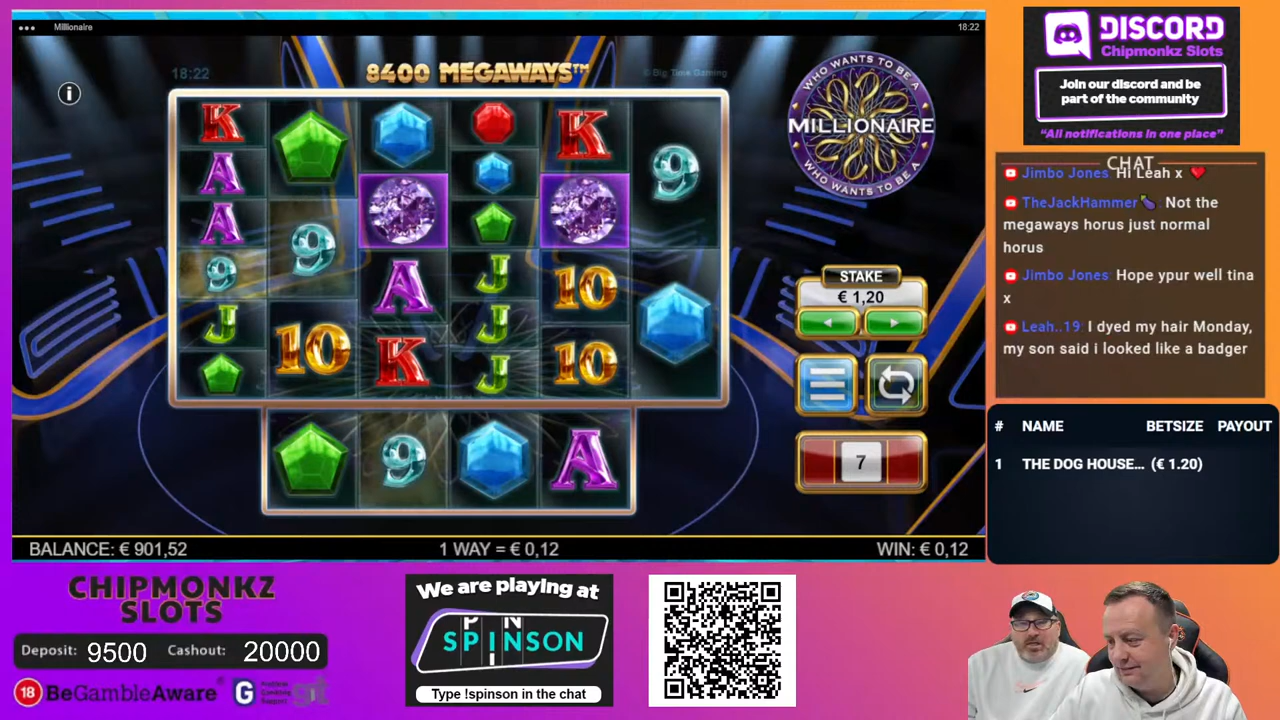 Millionaire
18:22
18:22
8400 MEGAWAYS™
© Big Time Gaming
K
K
9
A
A
9
9
J
A
J
10
J
10
K
J
10
9
A
WHO WANTS TO BE A
MILLIONAIRE
WHO WANTS TO BE A
STAKE
€ 1,20
7
BALANCE: € 901,52
1 WAY = € 0,12
WIN: € 0,12
DISCORD
Chipmonkz Slots
Join our discord and be
part of the community
"All notifications in one place"
CHAT
Jimbo Jones: Hi Leah x
TheJackHammer: Not the
megaways horus just normal
horus
Jimbo Jones: Hope ypur well tina
x
Leah..19: I dyed my hair Monday,
my son said i looked like a badger
# NAME BETSIZE PAYOUT
1 THE DOG HOUSE... (€ 1.20)
CHIPMONKZ
SLOTS
Deposit: 9500 Cashout: 20000
18 BeGambleAware
We are playing at
SPINSON
Type !spinson in the chat